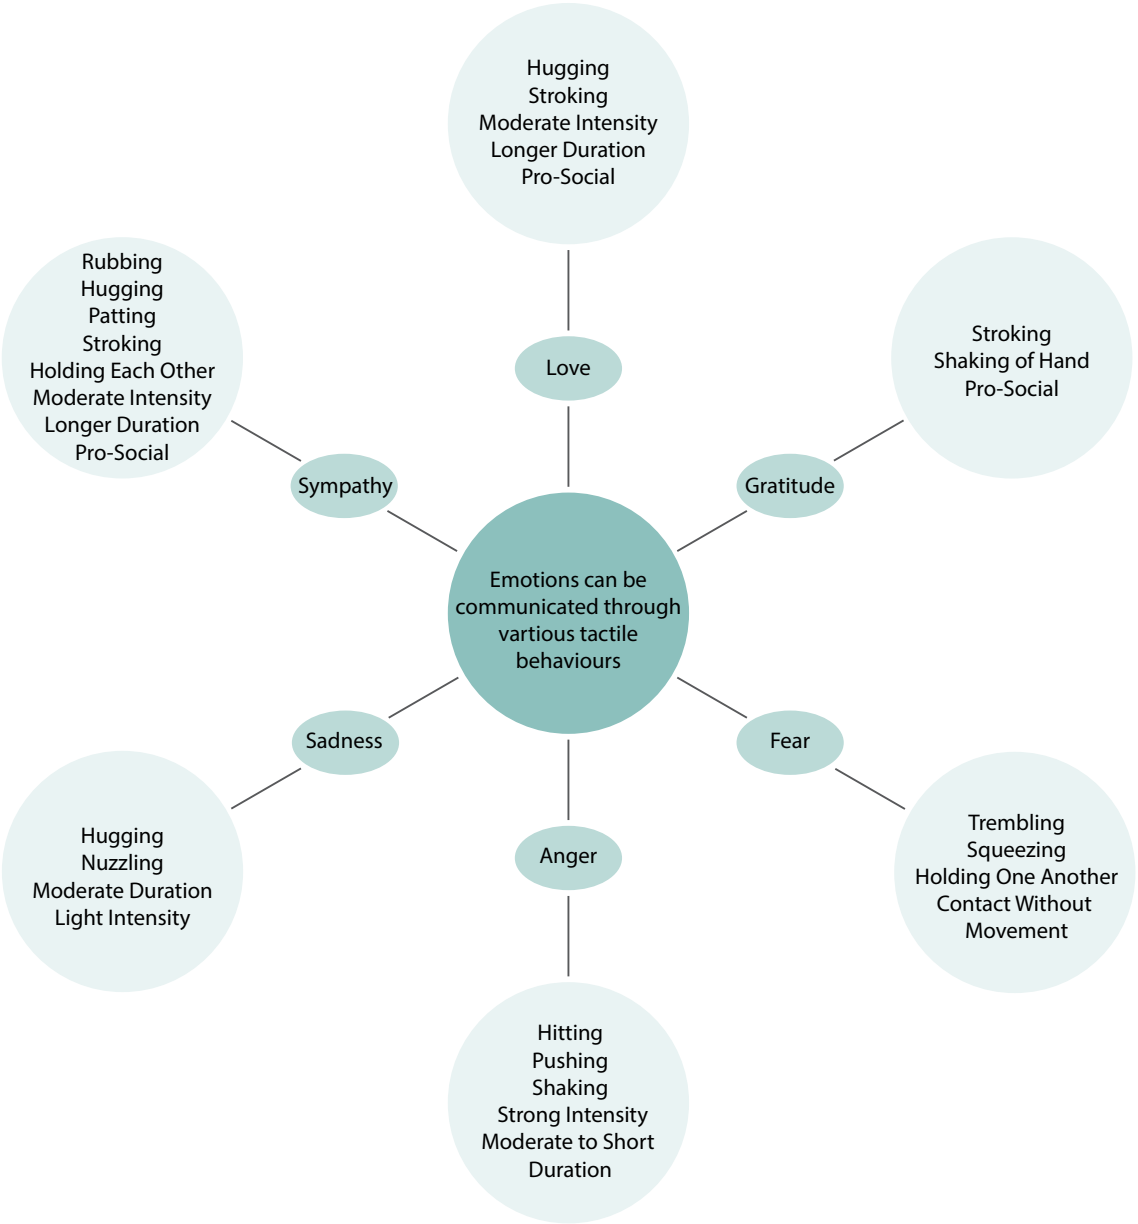 Hugging
Stroking
Moderate Intensity
Longer Duration
Pro-Social
Rubbing
Hugging
Patting
Stroking
Holding Each Other
Moderate Intensity
Longer Duration
Pro-Social
Stroking
Shaking of Hand
Pro-Social
Love
Sympathy
Gratitude
Emotions can be
communicated through
vartious tactile
behaviours
Sadness
Fear
Hugging
Nuzzling
Moderate Duration
Light Intensity
Anger
Trembling
Squeezing
Holding One Another
Contact Without
Movement
Hitting
Pushing
Shaking
Strong Intensity
Moderate to Short
Duration